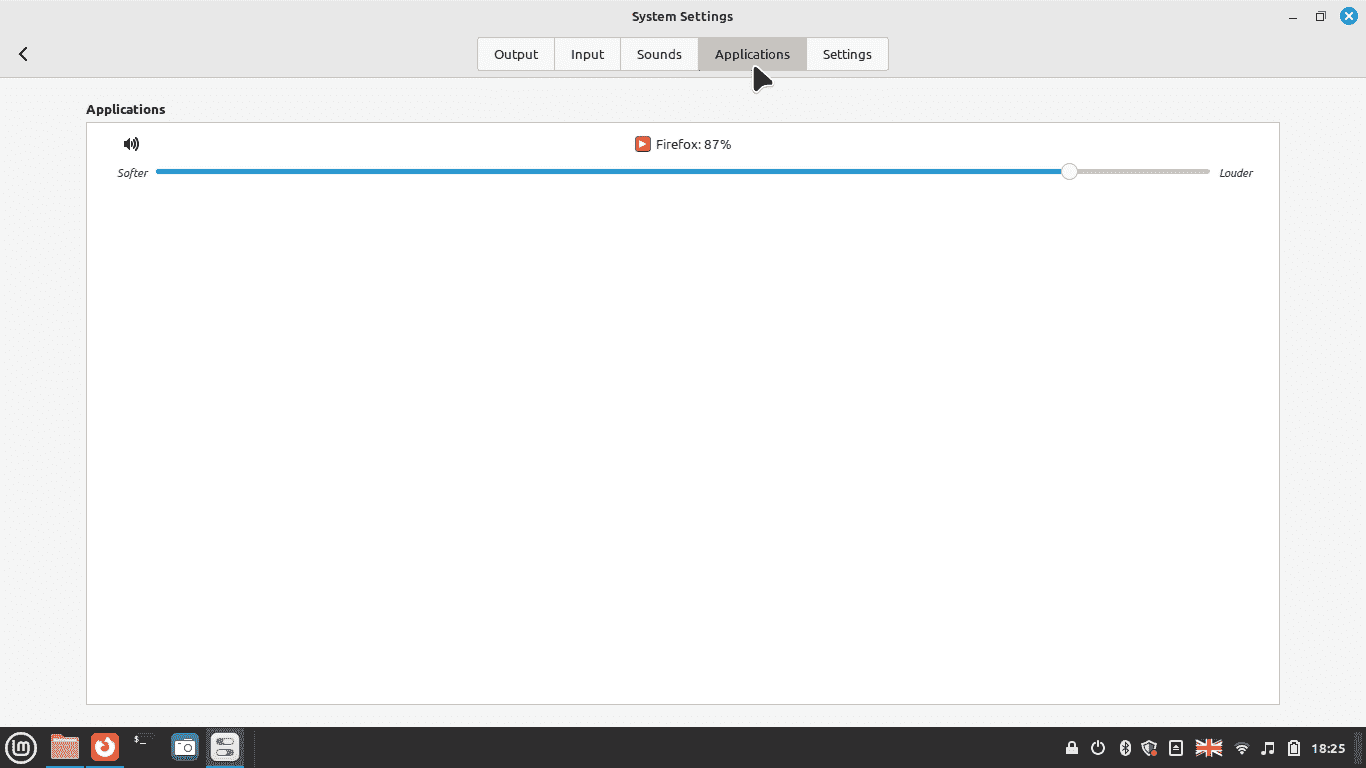 System Settings
Output Input Sounds Applications Settings
Applications
Firefox: 87%
Softer Louder
$_
18:25